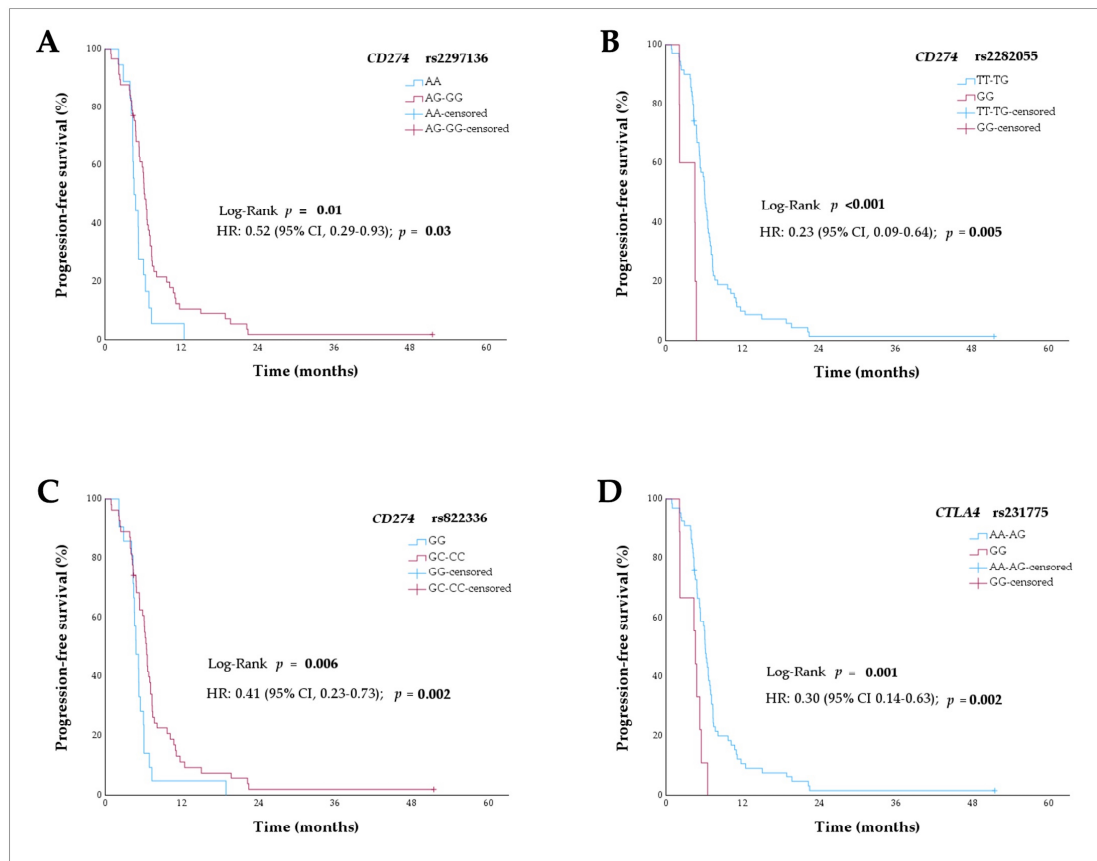 A
CD274 rs2297136
AA
AG-GG
AA-censored
AG-GG-censored
Log-Rank p = 0.01
HR: 0.52 (95% CI, 0.29-0.93); p = 0.03
Progression-free survival (%)
100
80
60
40
20
0
0 12 24 36 48 60
Time (months)
B
CD274 rs2282055
TT-TG
GG
TT-TG-censored
GG-censored
Log-Rank p <0.001
HR: 0.23 (95% CI, 0.09-0.64); p = 0.005
Progression-free survival (%)
100
80
60
40
20
0
0 12 24 36 48 60
Time (months)
C
CD274 rs822336
GG
GC-CC
GG-censored
GC-CC-censored
Log-Rank p = 0.006
HR: 0.41 (95% CI, 0.23-0.73); p = 0.002
Progression-free survival (%)
100
80
60
40
20
0
0 12 24 36 48 60
Time (months)
D
CTLA4 rs231775
AA-AG
GG
AA-AG-censored
GG-censored
Log-Rank p = 0.001
HR: 0.30 (95% CI 0.14-0.63); p = 0.002
Progression-free survival (%)
100
80
60
40
20
0
0 12 24 36 48 60
Time (months)